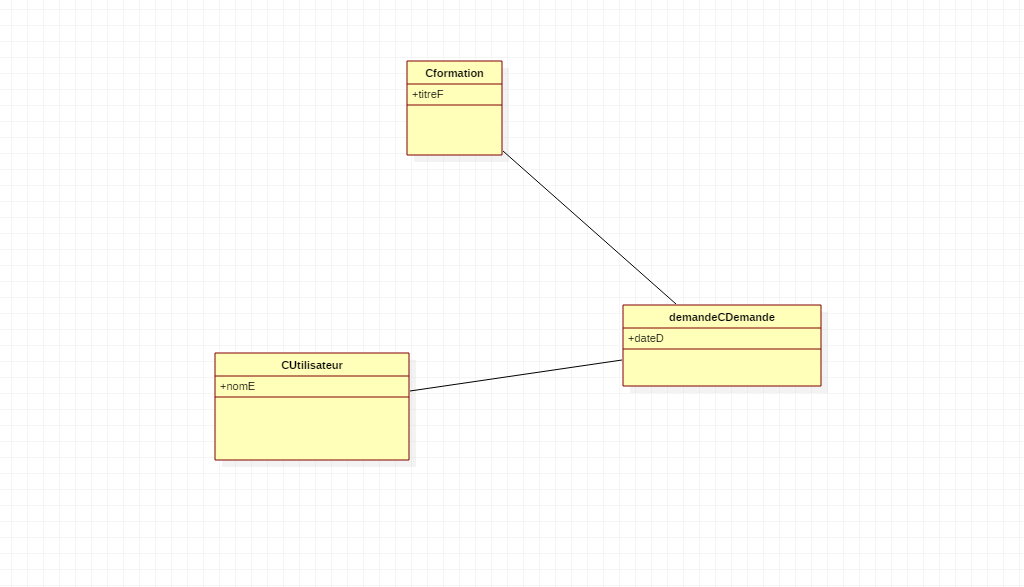 Cformation
+titreF
demandeCDemande
+dateD
CUtilisateur
+nomE